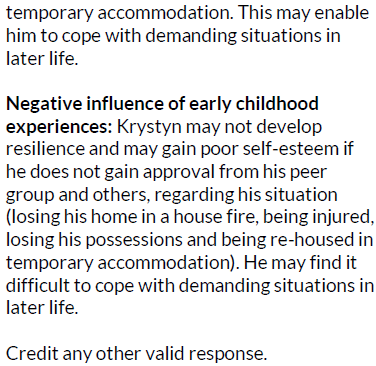 temporary accommodation. This may enable
him to cope with demanding situations in
later life.
Negative influence of early childhood
experiences: Krystyn may not develop
resilience and may gain poor self-esteem if
he does not gain approval from his peer
group and others, regarding his situation
(losing his home in a house fire, being injured,
losing his possessions and being re-housed in
temporary accommodation). He may find it
difficult to cope with demanding situations in
later life.
Credit any other valid response.